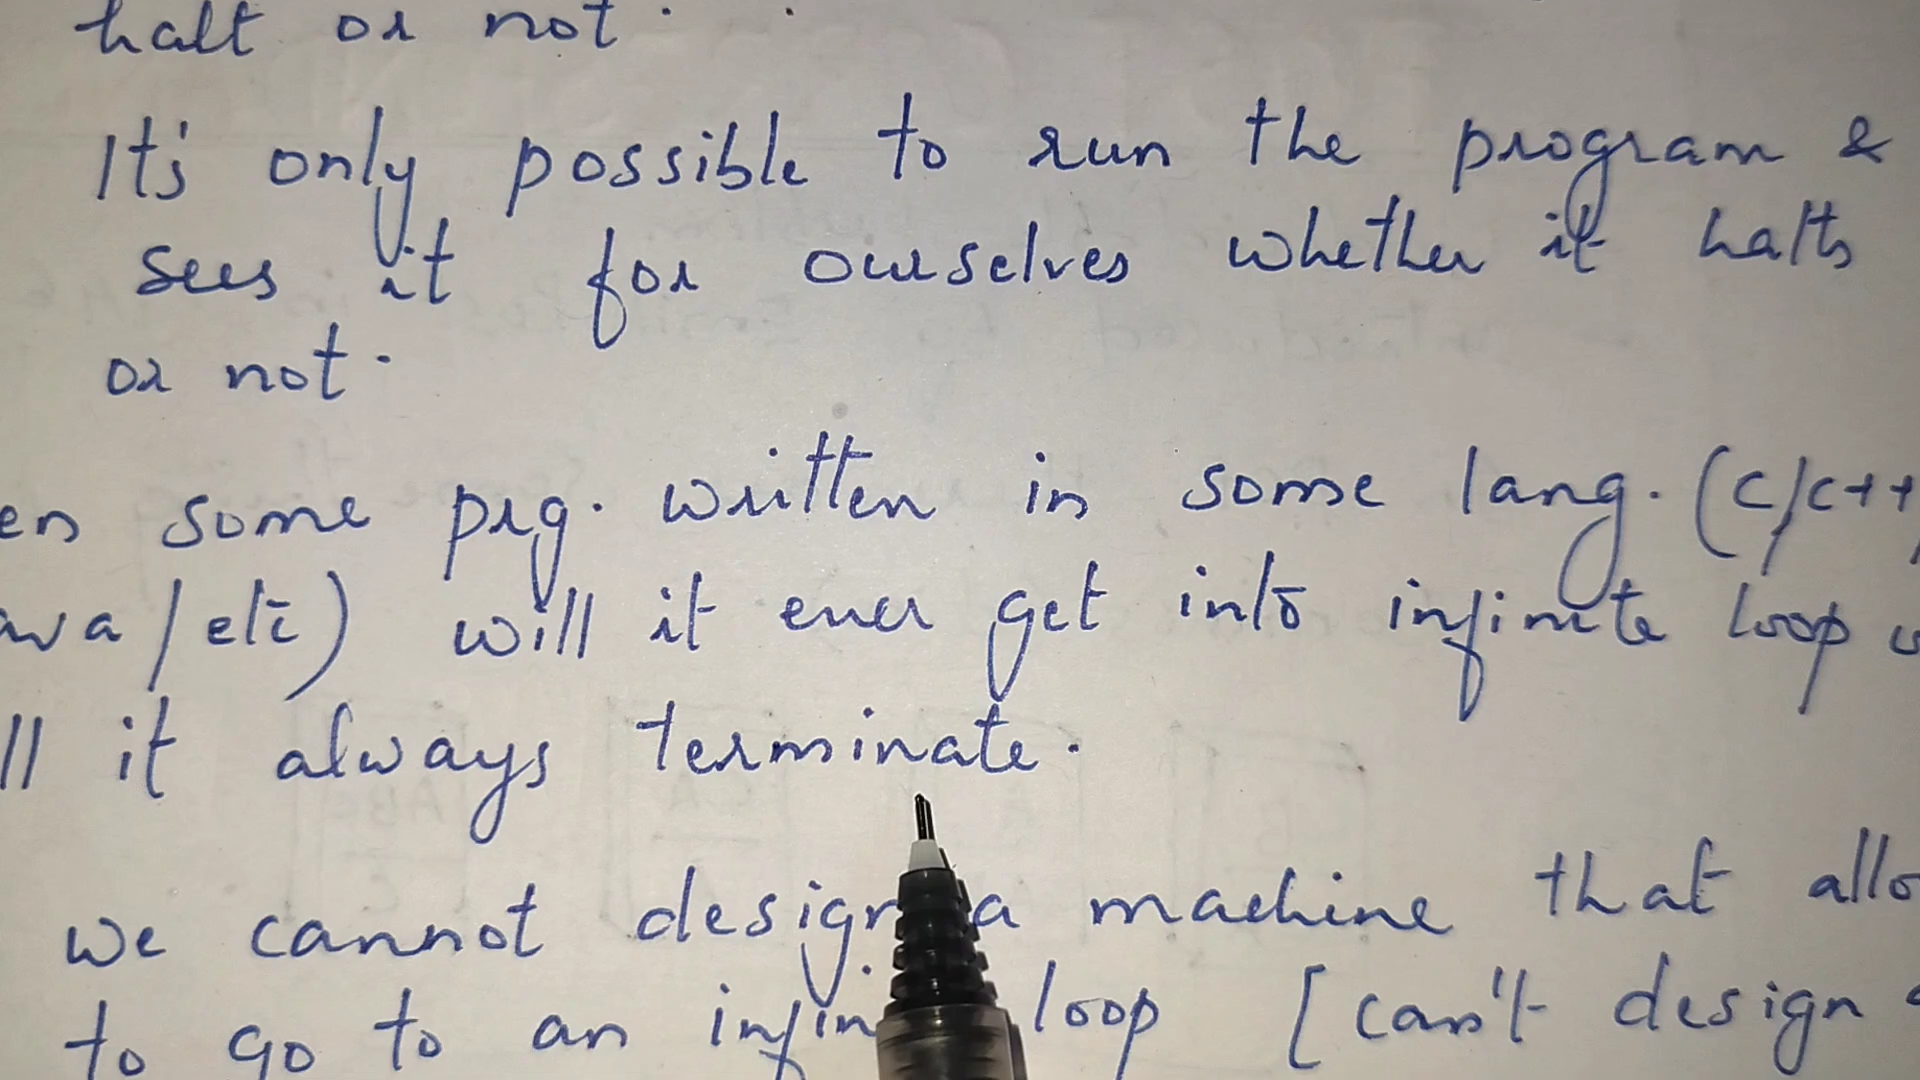 halt or not.
It's only possible to run the program &
sees it for ourselves whether it halts
or not.
en some prg. written in some lang. (C/C++
ava/etc) will it ever get into infinite loop
ll it always terminate.
we cannot design a machine that allo
to go to an infin loop [can't design